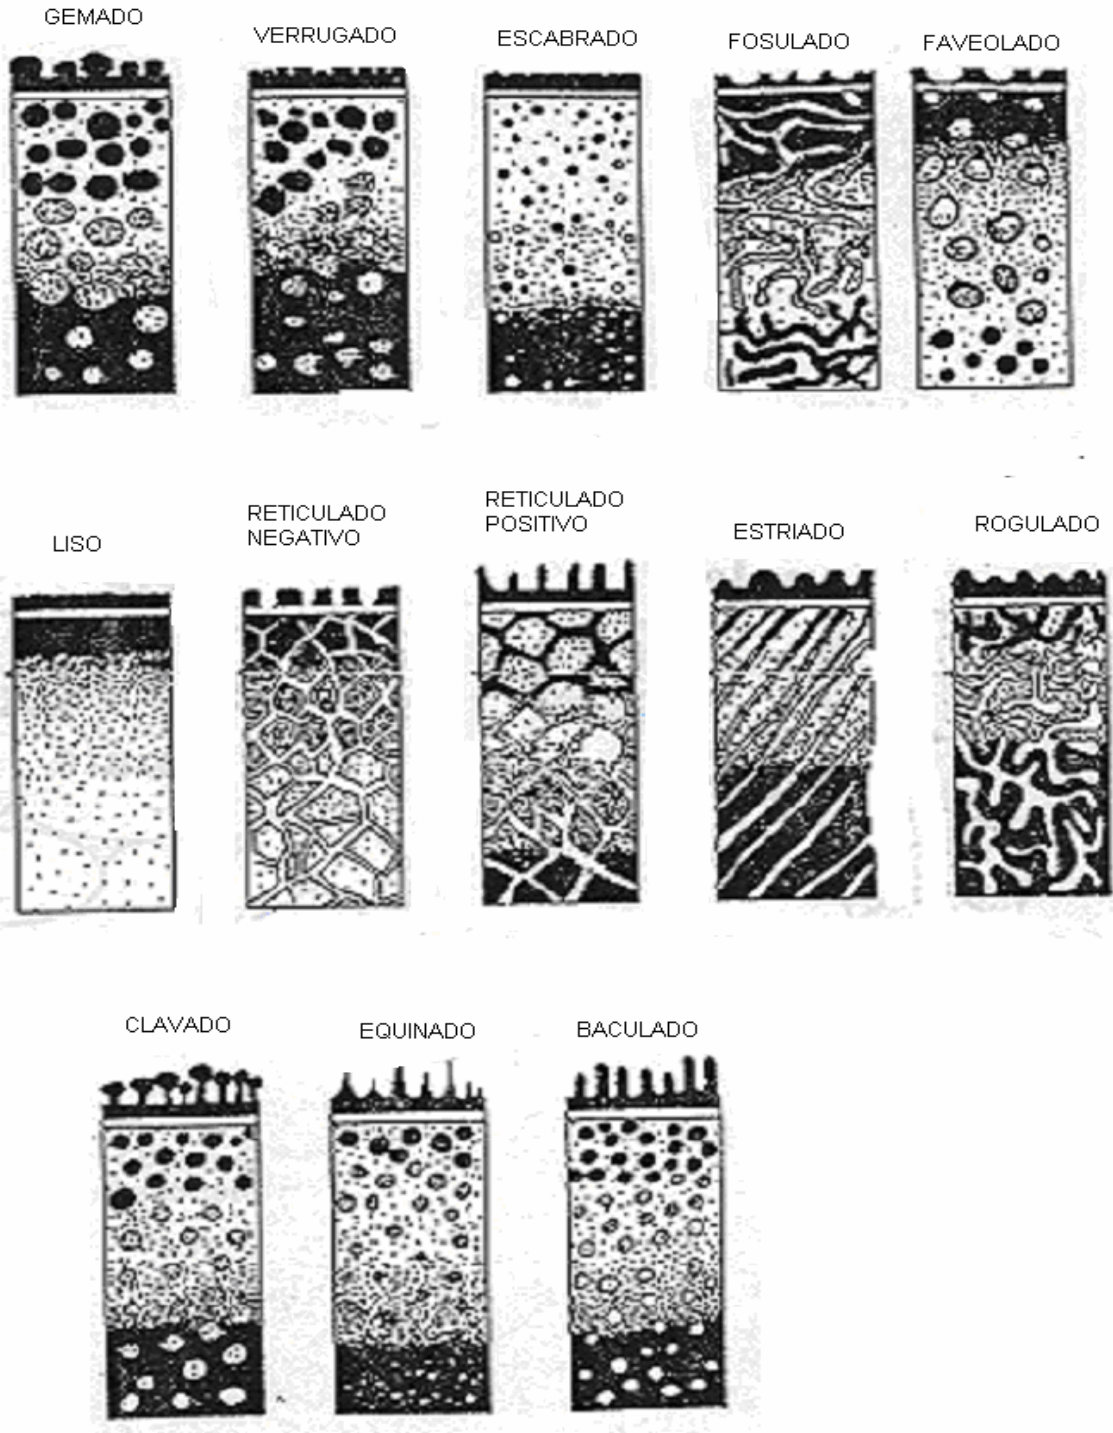 GEMADO
VERRUGADO
ESCABRADO
FOSULADO
FAVEOLADO
LISO
RETICULADO
NEGATIVO
RETICULADO
POSITIVO
ESTRIADO
ROGULADO
CLAVADO
EQUINADO
BACULADO